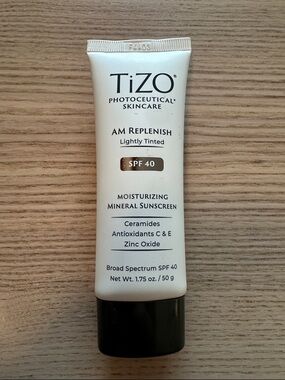 TiZO®
PHOTOCEUTICAL®
SKINCARE
AM REPLENISH
Lightly Tinted
SPF 40
MOISTURIZING
MINERAL SUNSCREEN
Ceramides
Antioxidants C & E
Zinc Oxide
Broad Spectrum SPF 40
Net Wt. 1.75 oz. / 50 g